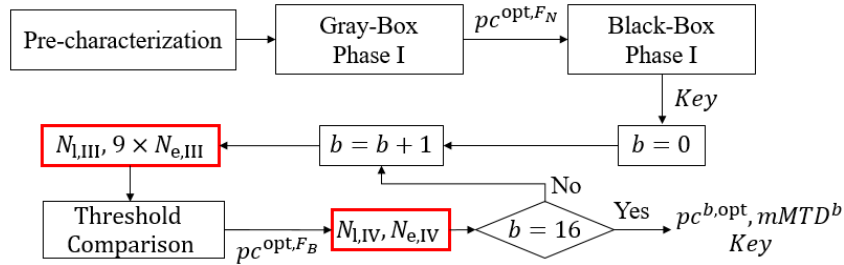 Pre-characterization
Gray-Box
Phase I
pc^{opt,F_N}
Black-Box
Phase I
Key
b = 0
b = b + 1
N_{l,III}, 9 × N_{e,III}
Threshold
Comparison
pc^{opt,F_B}
N_{l,IV}, N_{e,IV}
b = 16
No
Yes
pc^{b,opt}, mMTD^b
Key